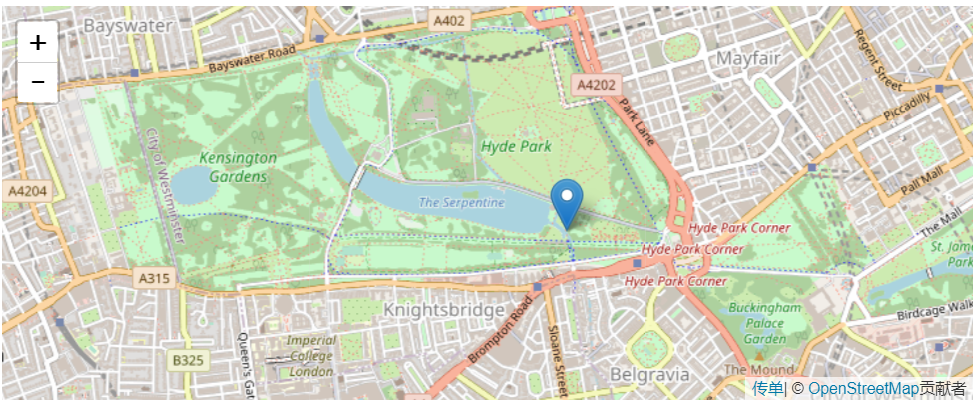 +
−
Bayswater
A402
Bayswater Road
Mayfair
Regent Street
A4202
Park Lane
Piccadilly
City of Westminster
Kensington
Gardens
Hyde Park
A4204
The Serpentine
Pall Mall
The Mall
Hyde Park Corner
Hyde Park Corner
Hyde Park Corner
St. Jame
Park
A315
Knightsbridge
Buckingham
Palace
Garden
Birdcage Walk
Brompton Road
Sloane Street
Queen's Gat
Imperial
College
London
B325
Belgravia
The Mound
传单| © OpenStreetMap贡献者